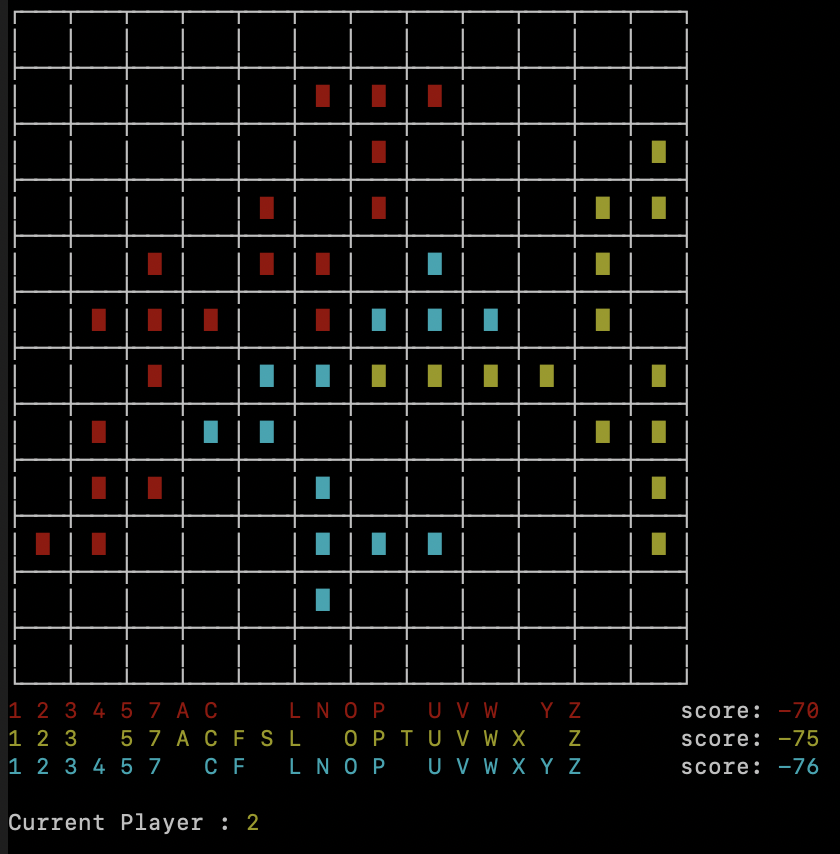 1 2 3 4 5 7 A C L N O P U V W Y Z score: -70
1 2 3 5 7 A C F S L O P T U V W X Z score: -75
1 2 3 4 5 7 C F L N O P U V W X Y Z score: -76
Current Player : 2